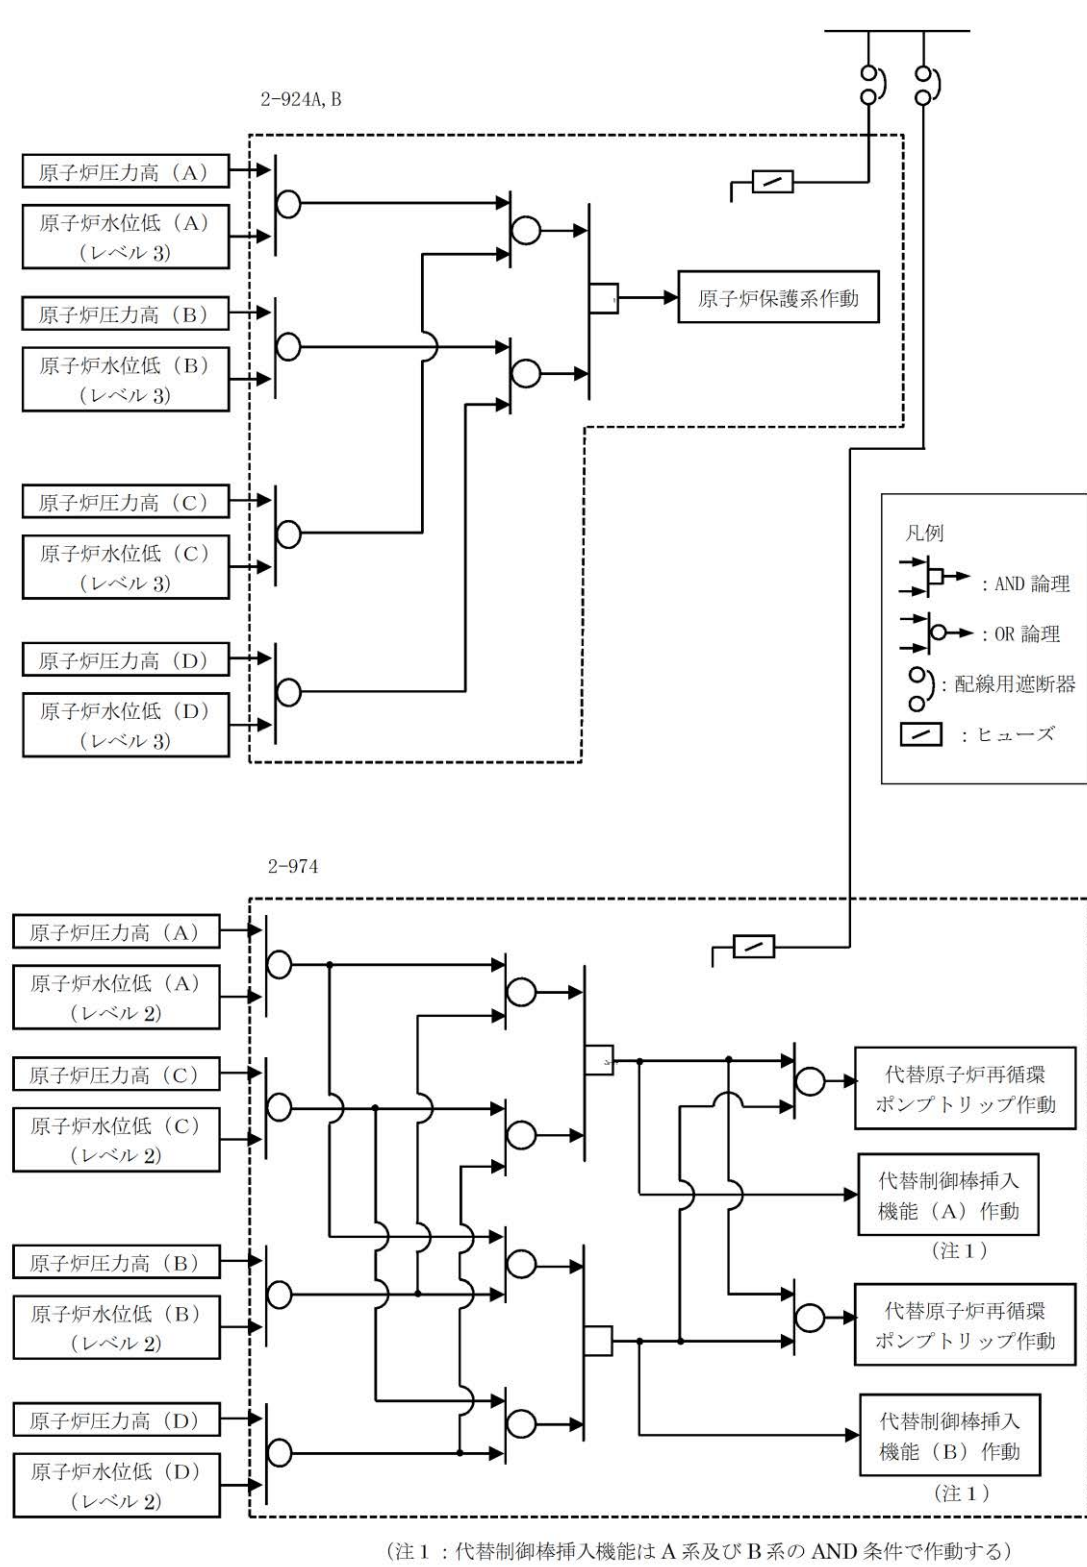 2-924A, B
原子炉圧力高（A）
原子炉水位低（A）
（レベル 3）
原子炉圧力高（B）
原子炉水位低（B）
（レベル 3）
原子炉保護系作動
原子炉圧力高（C）
原子炉水位低（C）
（レベル 3）
原子炉圧力高（D）
原子炉水位低（D）
（レベル 3）
凡例
：AND 論理
：OR 論理
：配線用遮断器
：ヒューズ
2-974
原子炉圧力高（A）
原子炉水位低（A）
（レベル 2）
原子炉圧力高（C）
原子炉水位低（C）
（レベル 2）
原子炉圧力高（B）
原子炉水位低（B）
（レベル 2）
原子炉圧力高（D）
原子炉水位低（D）
（レベル 2）
代替原子炉再循環
ポンプトリップ作動
代替制御棒挿入
機能（A）作動
（注１）
代替原子炉再循環
ポンプトリップ作動
代替制御棒挿入
機能（B）作動
（注１）
（注１：代替制御棒挿入機能は A 系及び B 系の AND 条件で作動する）